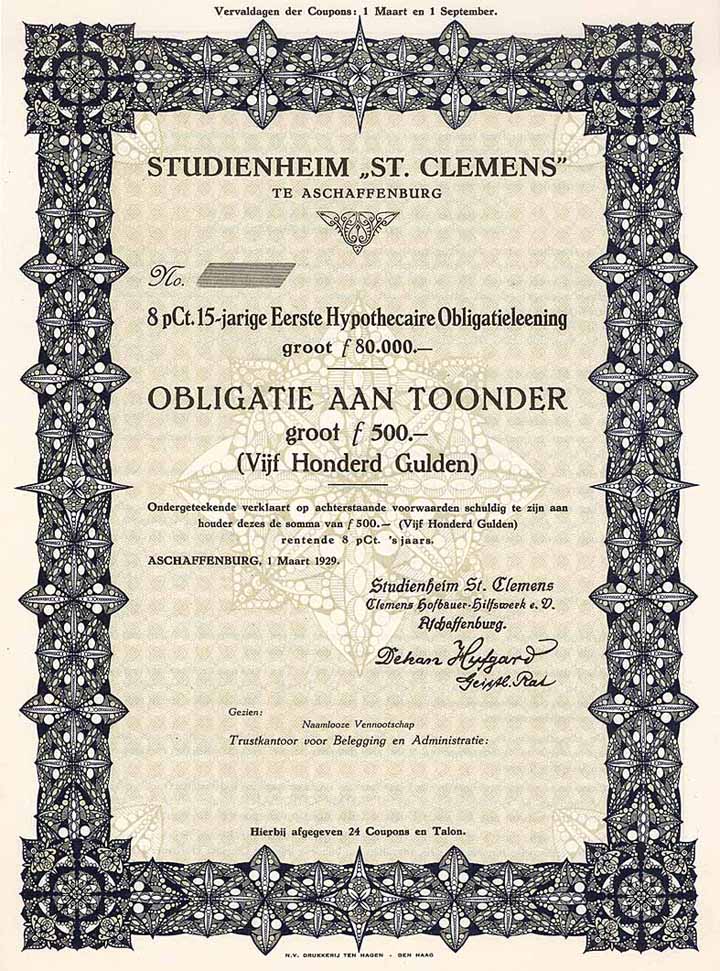 Vervaldagen der Coupons: 1 Maart en 1 September.
STUDIENHEIM „ST. CLEMENS”
TE ASCHAFFENBURG
No.
8 pCt. 15-jarige Eerste Hypothecaire Obligatieleening
groot f 80.000.—
OBLIGATIE AAN TOONDER
groot f 500.—
(Vijf Honderd Gulden)
Ondergeteekende verklaart op achterstaande voorwaarden schuldig te zijn aan
houder dezes de somma van f 500.— (Vijf Honderd Gulden)
rentende 8 pCt. 's jaars.
ASCHAFFENBURG, 1 Maart 1929.
Studienheim St. Clemens
Clemens Hofbauer-Hilfswerk e. V.
Aschaffenburg.
Dekan Hufgard
Geistl. Rat
Gezien:
Naamlooze Vennootschap
Trustkantoor voor Belegging en Administratie:
Hierbij afgegeven 24 Coupons en Talon.
N.V. DRUKKERIJ TEN HAGEN - DEN HAAG